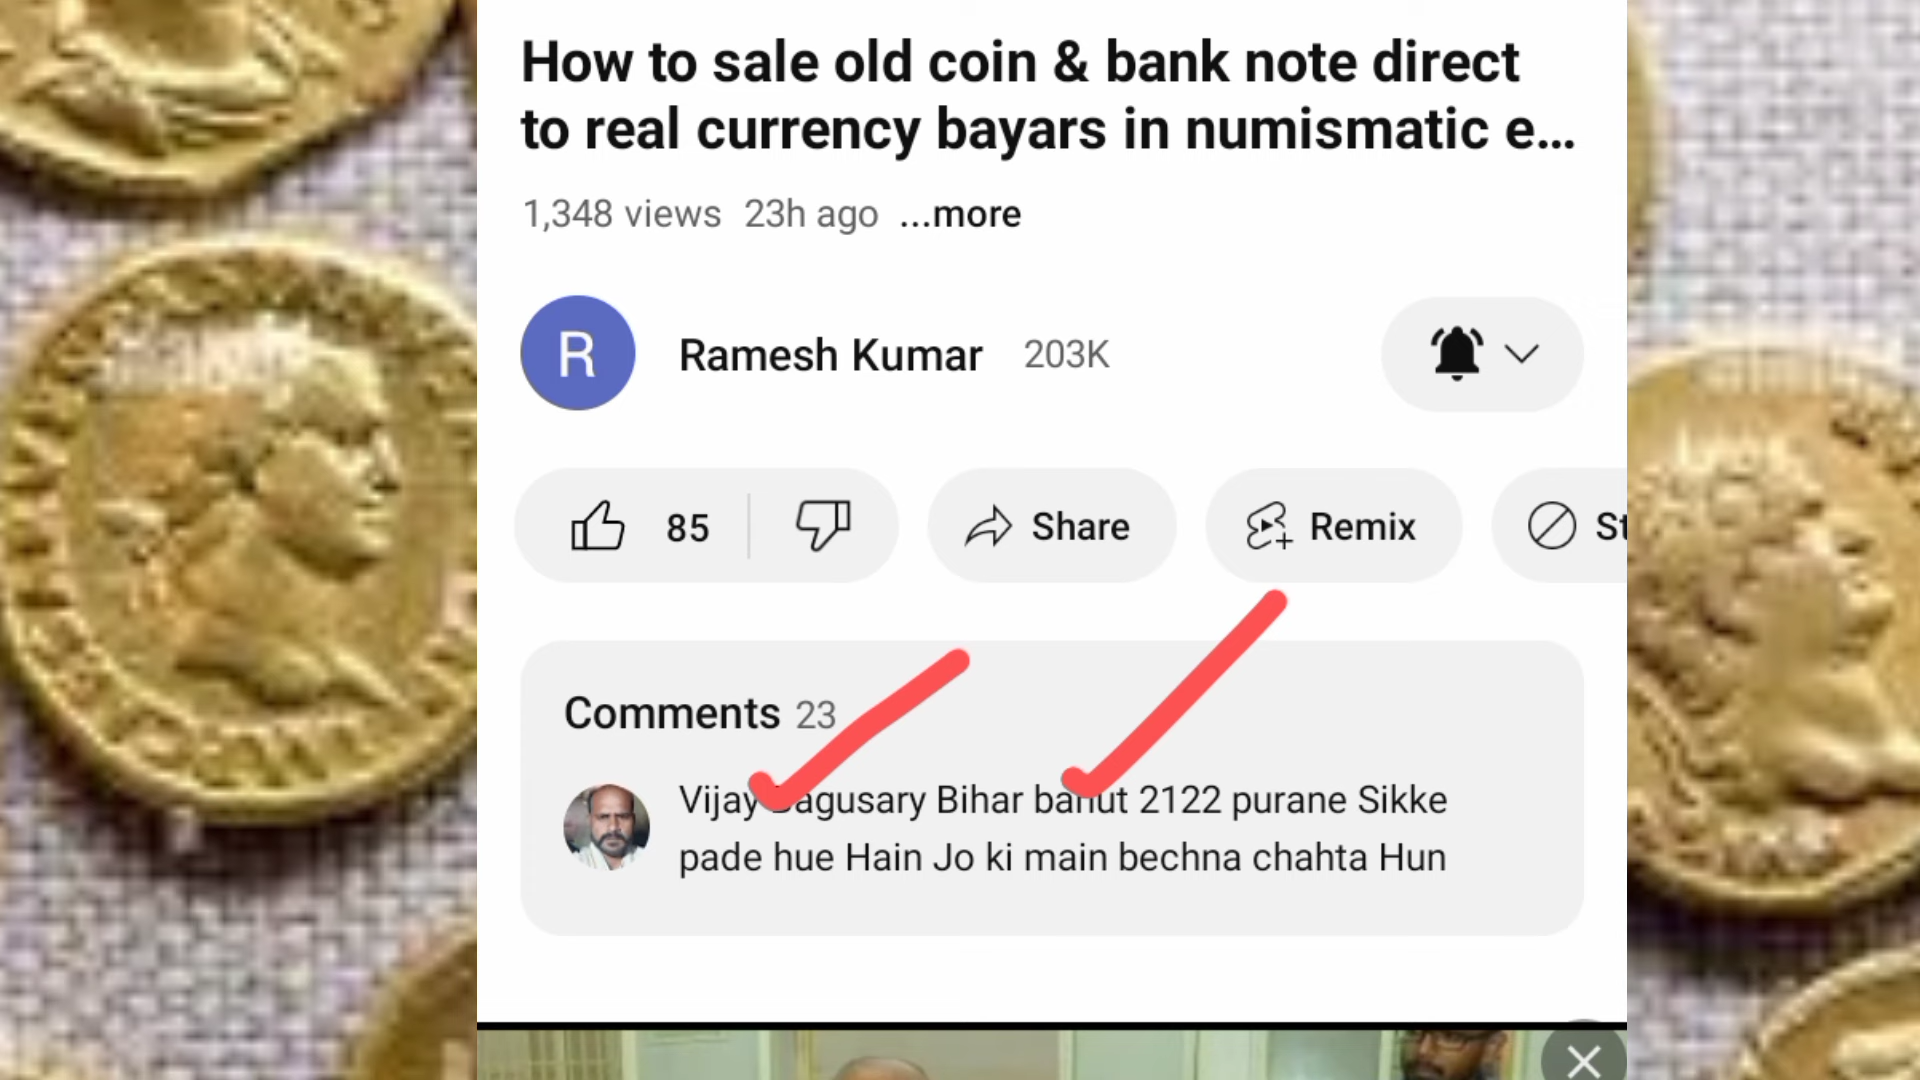 How to sale old coin & bank note direct
to real currency bayars in numismatic e...
1,348 views 23h ago ...more
R Ramesh Kumar 203K
85 Share Remix St
Comments 23
Vijay Bihar bahut 2122 purane Sikke
pade hue Hain Jo ki main bechna chahta Hun